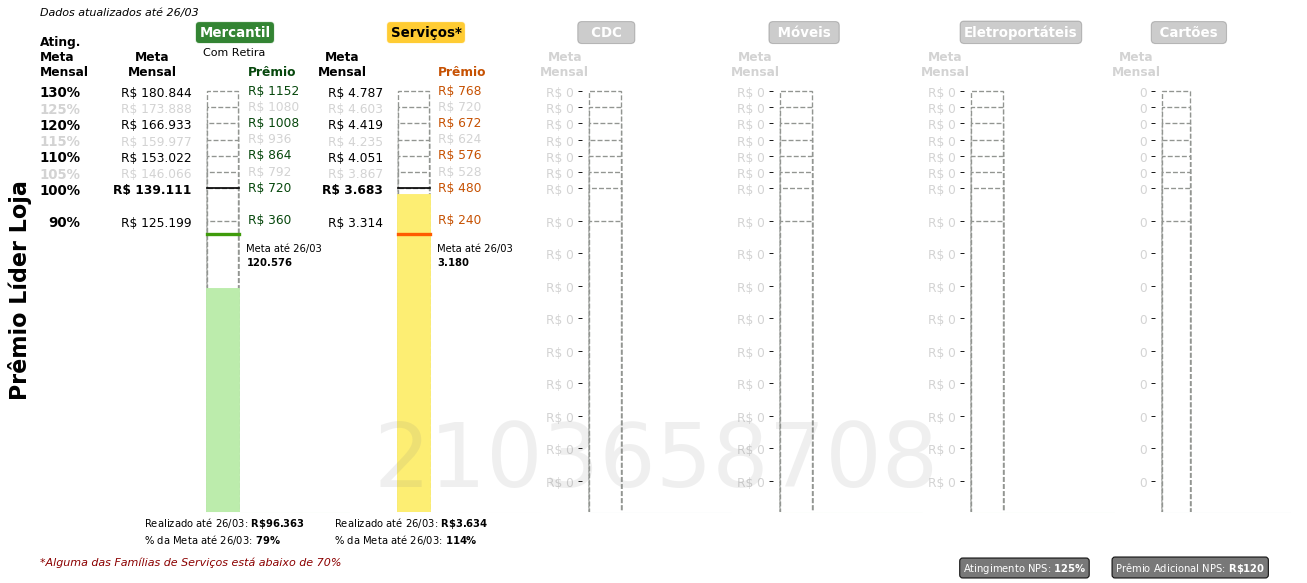 Dados atualizados até 26/03
Mercantil Serviços* CDC Móveis Eletroportáteis Cartões
Com Retira
Ating. Meta Mensal
Meta Mensal Prêmio Meta Mensal Prêmio Meta Mensal Meta Mensal Meta Mensal Meta Mensal
130% R$ 180.844 R$ 1152 R$ 4.787 R$ 768 R$ 0 R$ 0 R$ 0 0
125% R$ 173.888 R$ 1080 R$ 4.603 R$ 720 R$ 0 R$ 0 R$ 0 0
120% R$ 166.933 R$ 1008 R$ 4.419 R$ 672 R$ 0 R$ 0 R$ 0 0
115% R$ 159.977 R$ 936 R$ 4.235 R$ 624 R$ 0 R$ 0 R$ 0 0
110% R$ 153.022 R$ 864 R$ 4.051 R$ 576 R$ 0 R$ 0 R$ 0 0
105% R$ 146.066 R$ 792 R$ 3.867 R$ 528 R$ 0 R$ 0 R$ 0 0
100% R$ 139.111 R$ 720 R$ 3.683 R$ 480 R$ 0 R$ 0 R$ 0 0
90% R$ 125.199 R$ 360 R$ 3.314 R$ 240 R$ 0 R$ 0 R$ 0 0
Meta até 26/03 Meta até 26/03 R$ 0 R$ 0 R$ 0 0
120.576 3.180
R$ 0 R$ 0 R$ 0 0
R$ 0 R$ 0 R$ 0 0
R$ 0 R$ 0 R$ 0 0
R$ 0 R$ 0 R$ 0 0
R$ 0 R$ 0 R$ 0 0
R$ 0 R$ 0 R$ 0 0
R$ 0 R$ 0 R$ 0 0
Prêmio Líder Loja
2103658708
Realizado até 26/03: R$96.363 Realizado até 26/03: R$3.634
% da Meta até 26/03: 79% % da Meta até 26/03: 114%
*Alguma das Famílias de Serviços está abaixo de 70%
Atingimento NPS: 125% Prêmio Adicional NPS: R$120